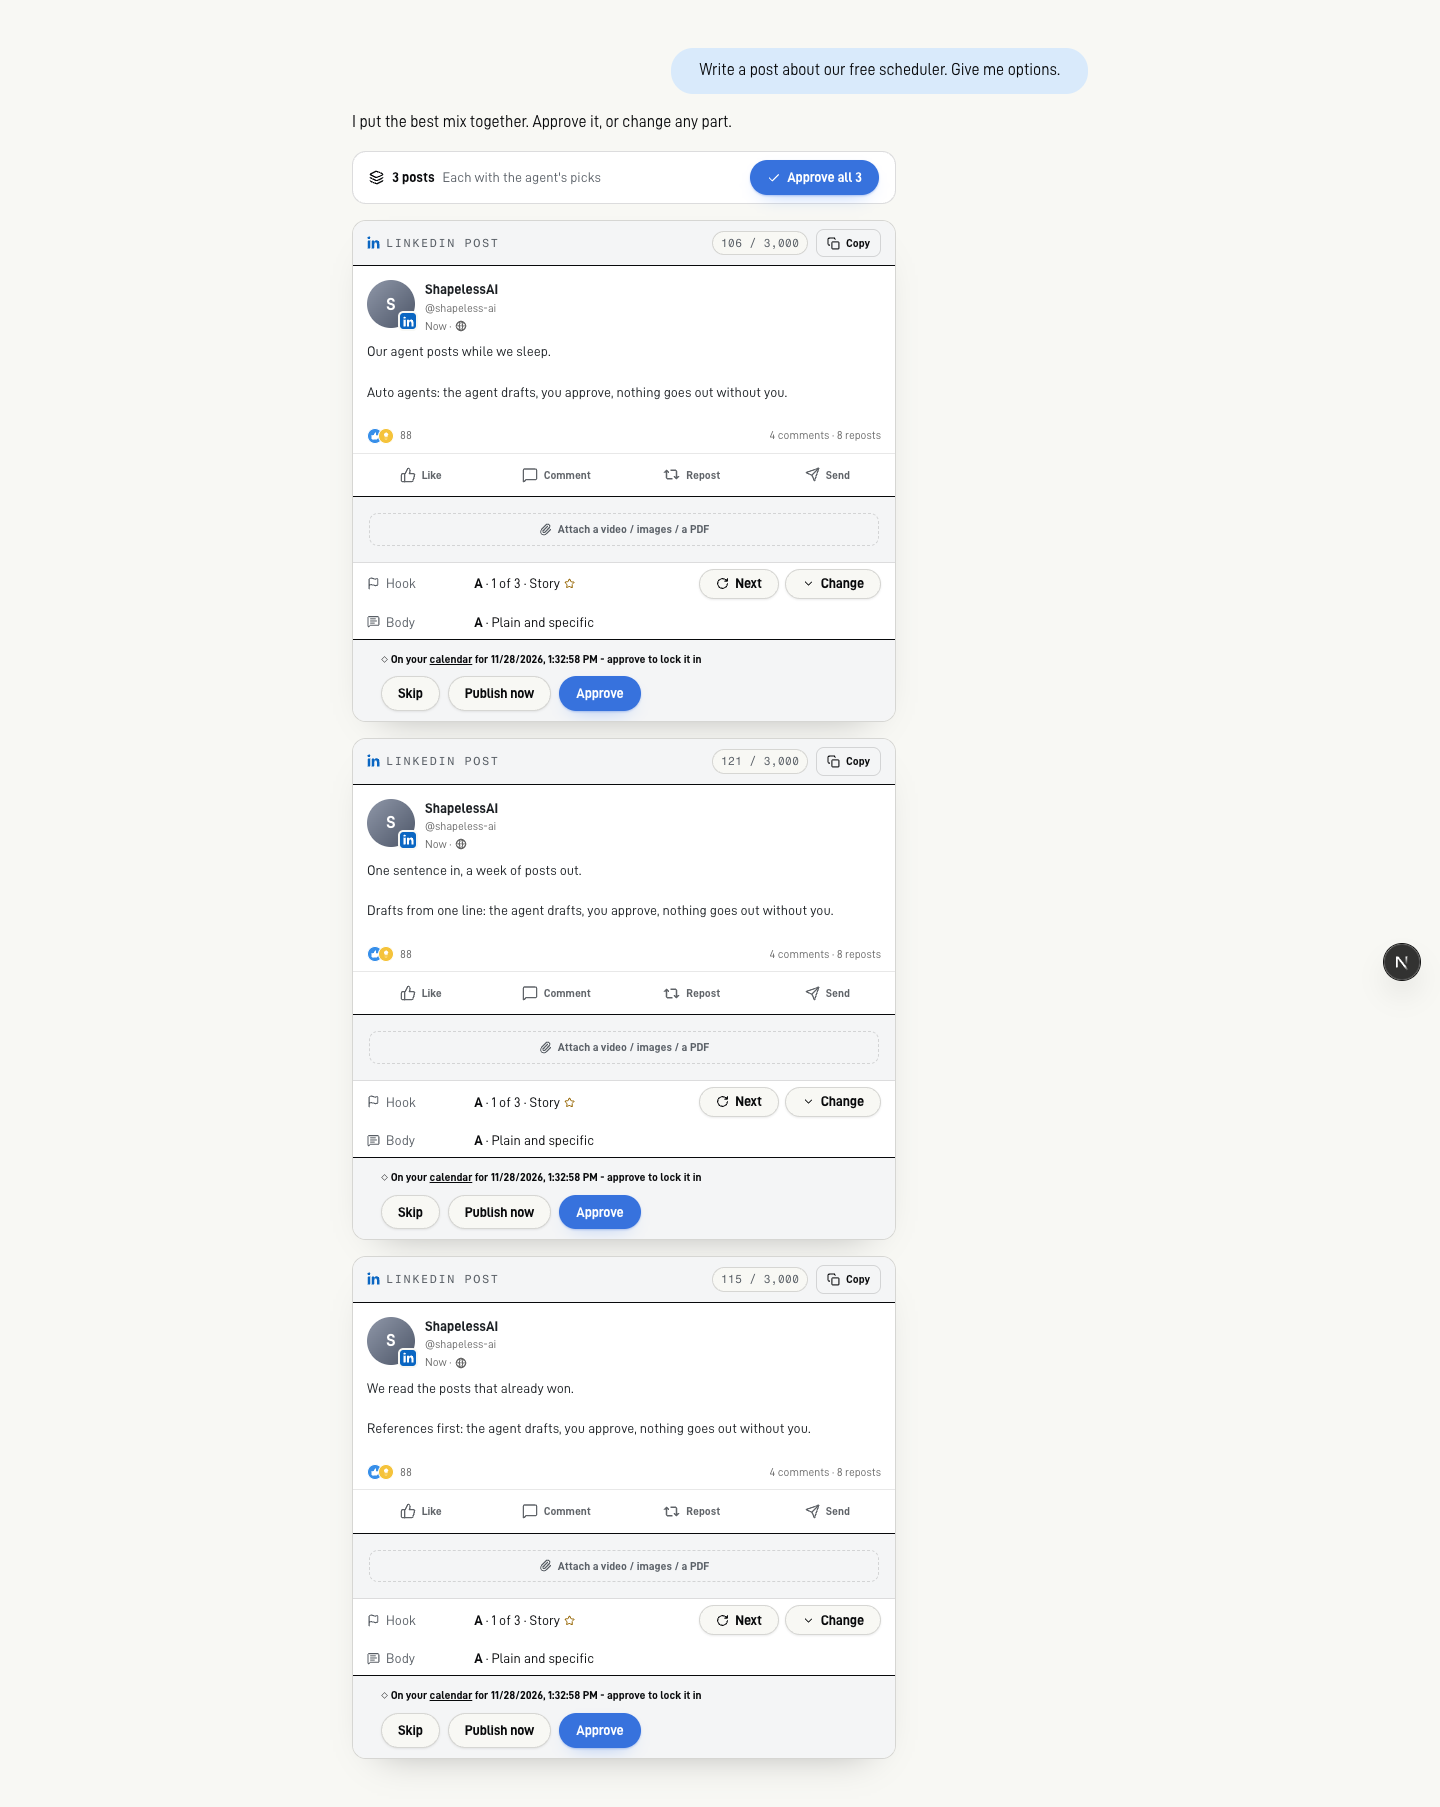 Write a post about our free scheduler. Give me options.
I put the best mix together. Approve it, or change any part.
3 posts Each with the agent's picks Approve all 3
in LINKEDIN POST 106 / 3,000 Copy
S in
ShapelessAI
@shapeless-ai
Now ·
Our agent posts while we sleep.
Auto agents: the agent drafts, you approve, nothing goes out without you.
88 4 comments · 8 reposts
Like Comment Repost Send
Attach a video / images / a PDF
Hook A · 1 of 3 · Story Next Change
Body A · Plain and specific
On your calendar for 11/28/2026, 1:32:58 PM - approve to lock it in
Skip Publish now Approve
in LINKEDIN POST 121 / 3,000 Copy
S in
ShapelessAI
@shapeless-ai
Now ·
One sentence in, a week of posts out.
Drafts from one line: the agent drafts, you approve, nothing goes out without you.
88 4 comments · 8 reposts
Like Comment Repost Send
Attach a video / images / a PDF
Hook A · 1 of 3 · Story Next Change
Body A · Plain and specific
On your calendar for 11/28/2026, 1:32:58 PM - approve to lock it in
Skip Publish now Approve
N
in LINKEDIN POST 115 / 3,000 Copy
S in
ShapelessAI
@shapeless-ai
Now ·
We read the posts that already won.
References first: the agent drafts, you approve, nothing goes out without you.
88 4 comments · 8 reposts
Like Comment Repost Send
Attach a video / images / a PDF
Hook A · 1 of 3 · Story Next Change
Body A · Plain and specific
On your calendar for 11/28/2026, 1:32:58 PM - approve to lock it in
Skip Publish now Approve